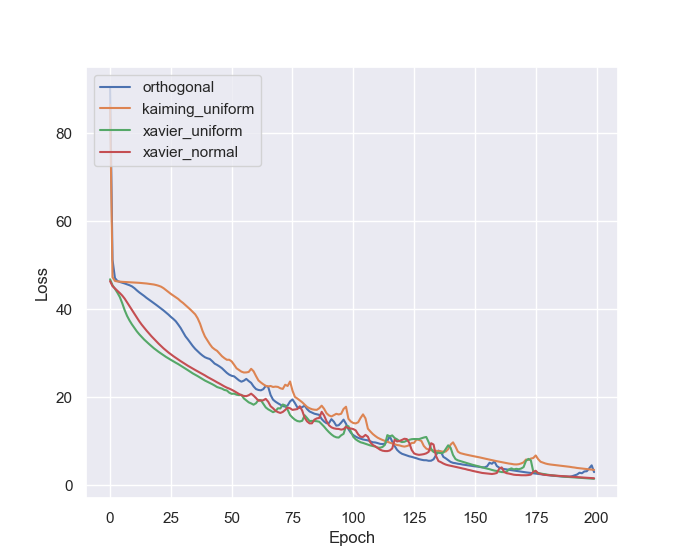 orthogonal
kaiming_uniform
xavier_uniform
xavier_normal
80
60
40
20
0
Loss
0 25 50 75 100 125 150 175 200
Epoch